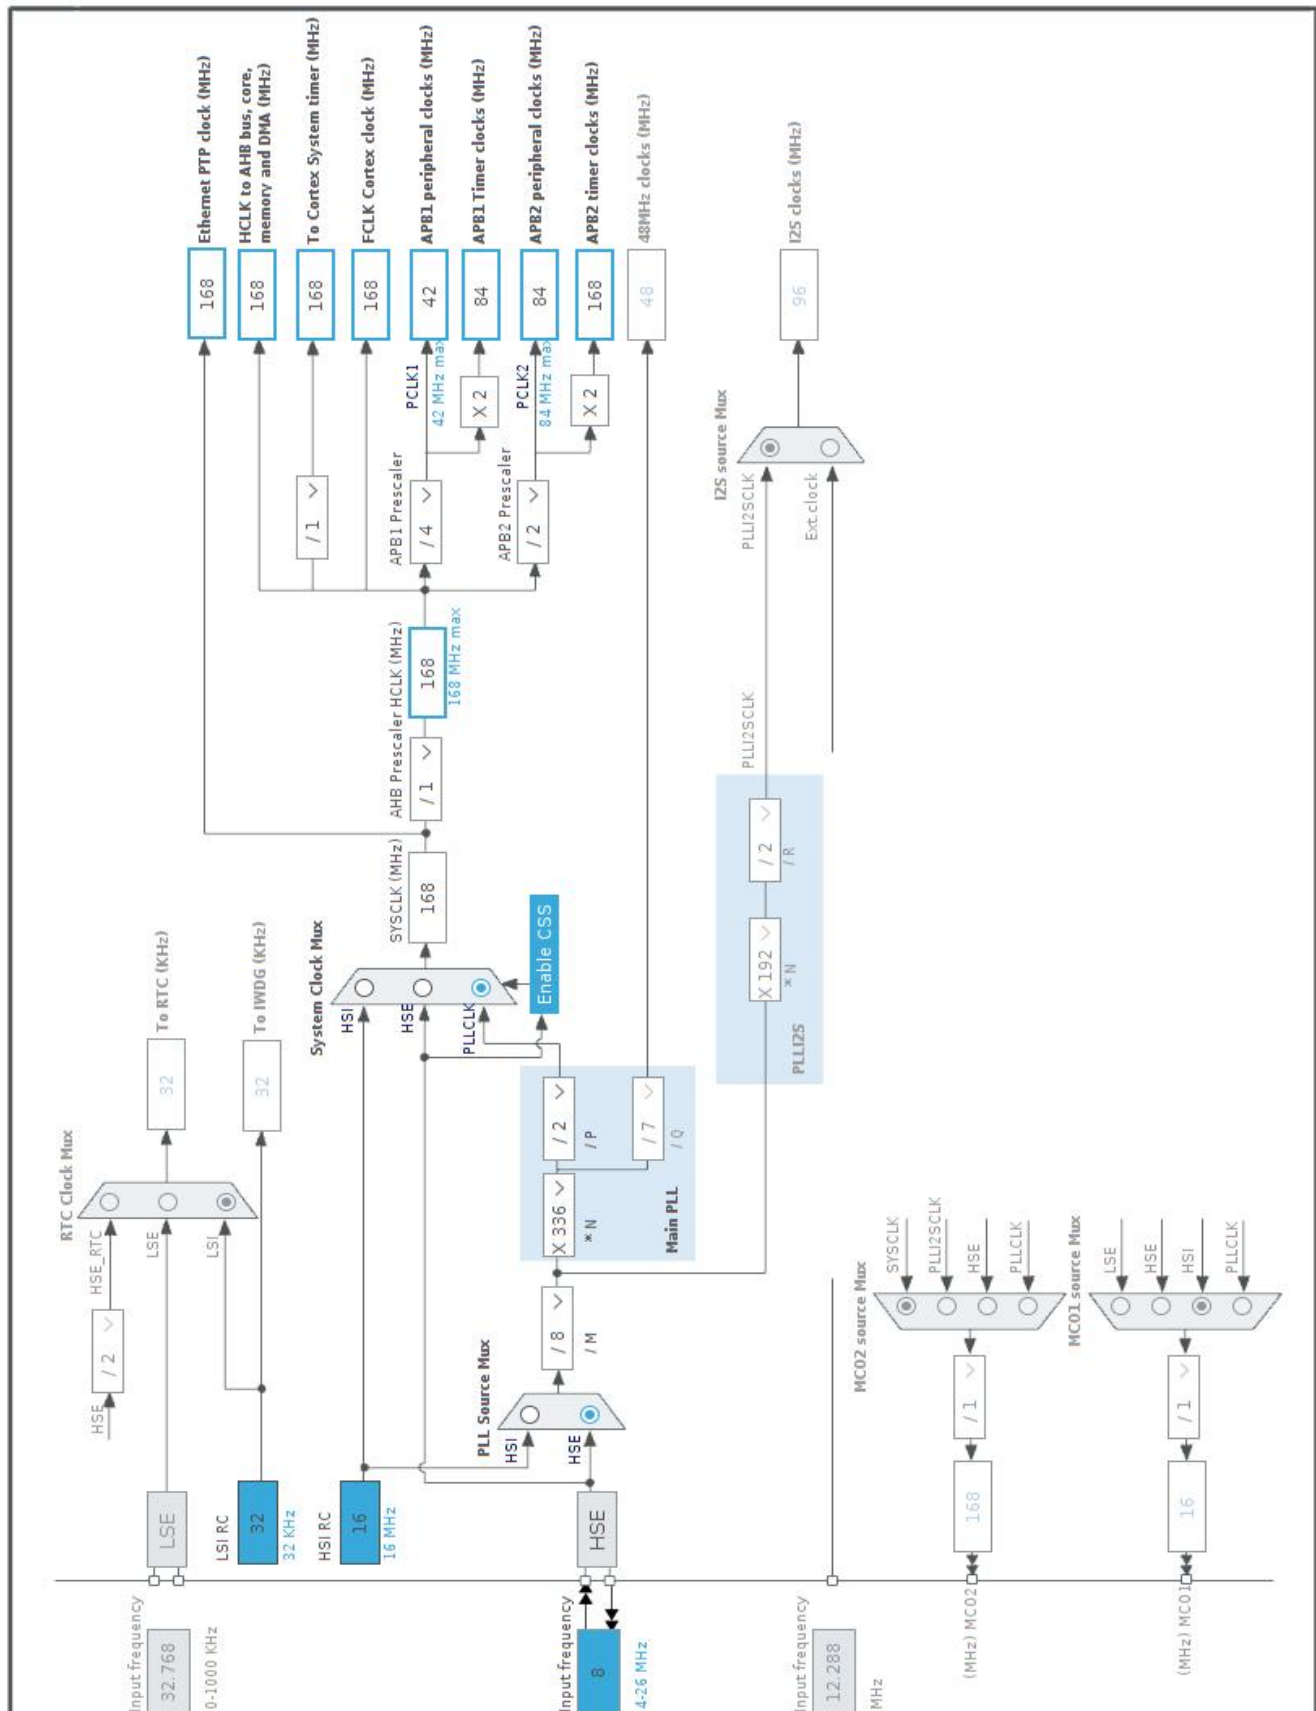 Input frequency
32.768
0-1000 KHz
LSE
HSE
/ 2
HSE_RTC
LSE
LSI
RTC Clock Mux
32
To RTC (KHz)
LSI RC
32
32 KHz
32
To IWDG (KHz)
HSI RC
16
16 MHz
Input frequency
8
4-26 MHz
HSE
PLL Source Mux
HSI
HSE
/ 8
/ M
Main PLL
X 336
* N
/ 2
/ P
/ 7
/ Q
System Clock Mux
HSI
HSE
PLLCLK
Enable CSS
SYSCLK (MHz)
168
AHB Prescaler
/ 1
HCLK (MHz)
168
168 MHz max
/ 1
APB1 Prescaler
/ 4
PCLK1
42 MHz max
X 2
APB2 Prescaler
/ 2
PCLK2
84 MHz max
X 2
168
Ethernet PTP clock (MHz)
168
HCLK to AHB bus, core,
memory and DMA (MHz)
168
To Cortex System timer (MHz)
168
FCLK Cortex clock (MHz)
42
APB1 peripheral clocks (MHz)
84
APB1 Timer clocks (MHz)
84
APB2 peripheral clocks (MHz)
168
APB2 timer clocks (MHz)
48
48MHz clocks (MHz)
PLLI2S
X 192
* N
/ 2
/ R
PLLI2SCLK
PLLI2SCLK
Ext.clock
I2S source Mux
96
I2S clocks (MHz)
Input frequency
12.288
MHz
MCO2 source Mux
SYSCLK
PLLI2SCLK
HSE
PLLCLK
/ 1
168
(MHz) MCO2
MCO1 source Mux
LSE
HSE
HSI
PLLCLK
/ 1
16
(MHz) MCO1